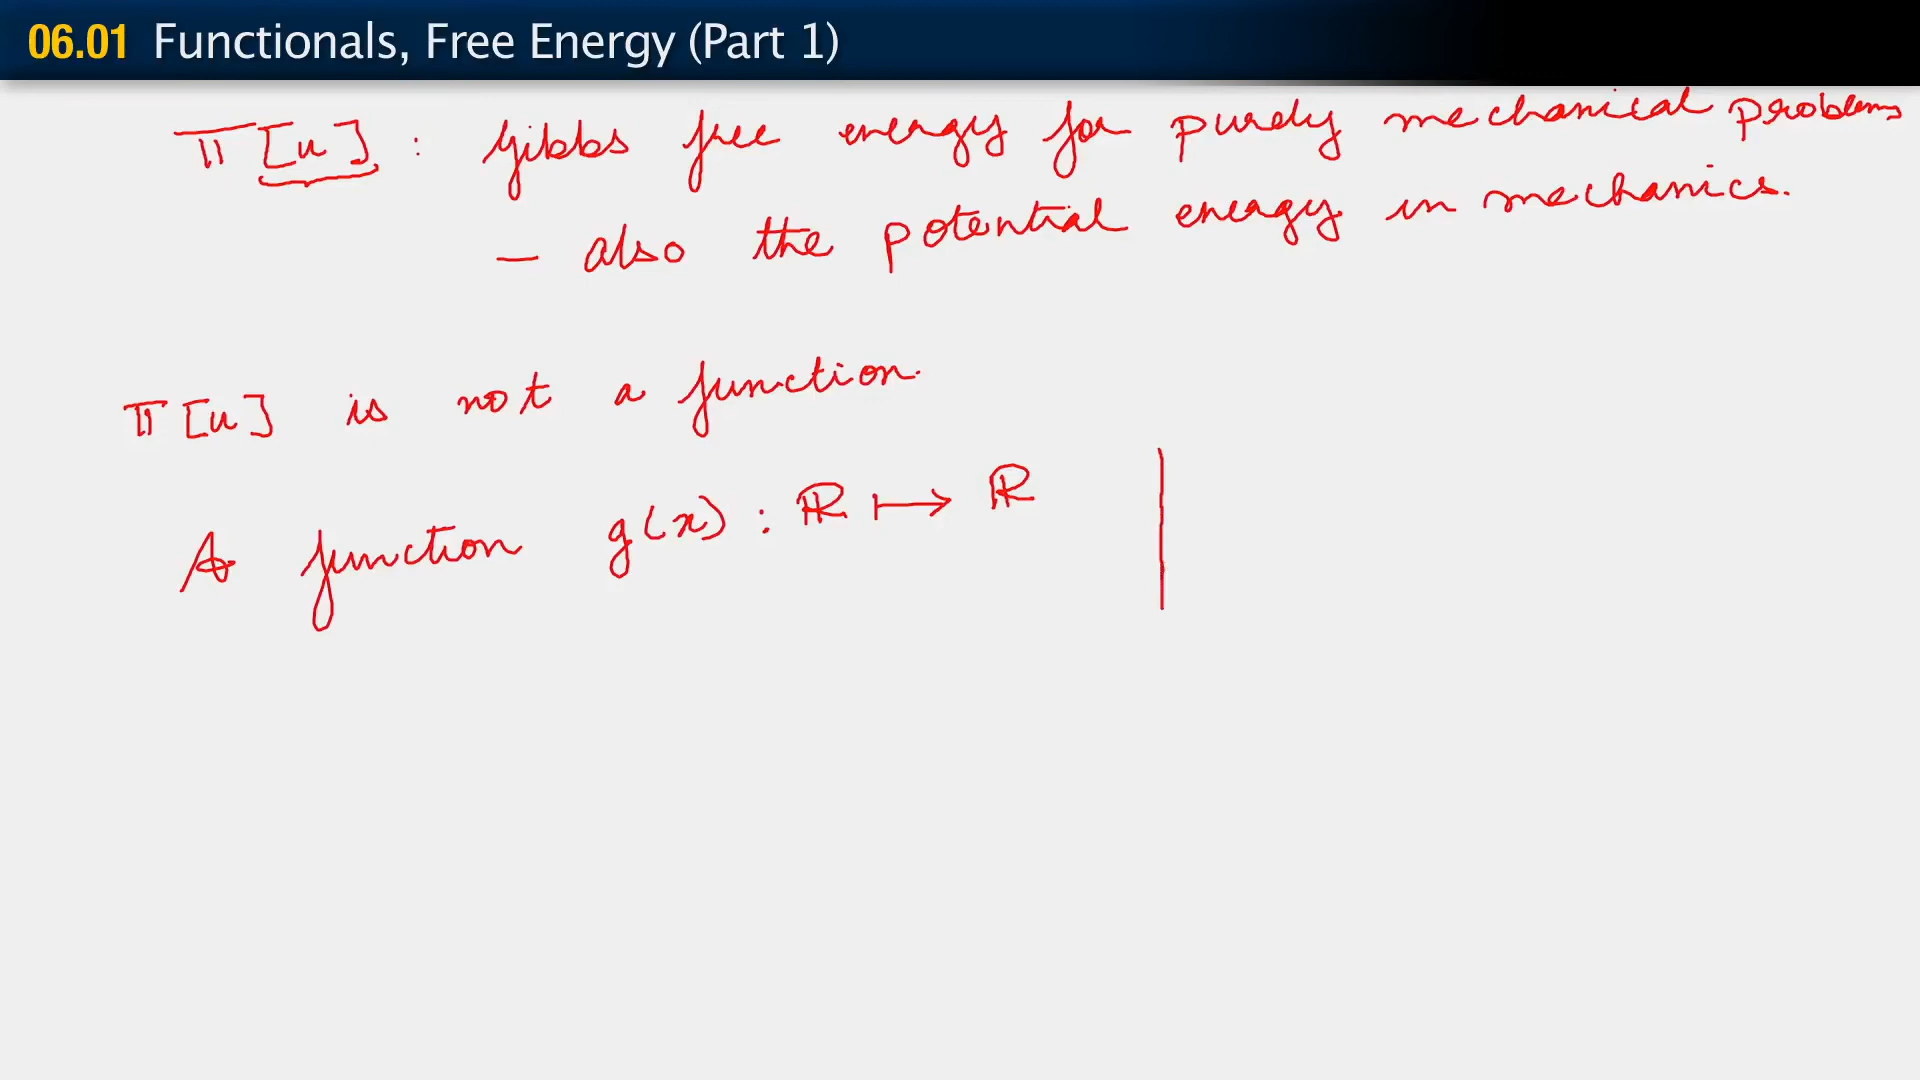 06.01 Functionals, Free Energy (Part 1)
Π[u] : Gibbs free energy for purely mechanical problems
– also the potential energy in mechanics.
Π[u] is not a function.
A function g(x) : ℝ ↦ ℝ